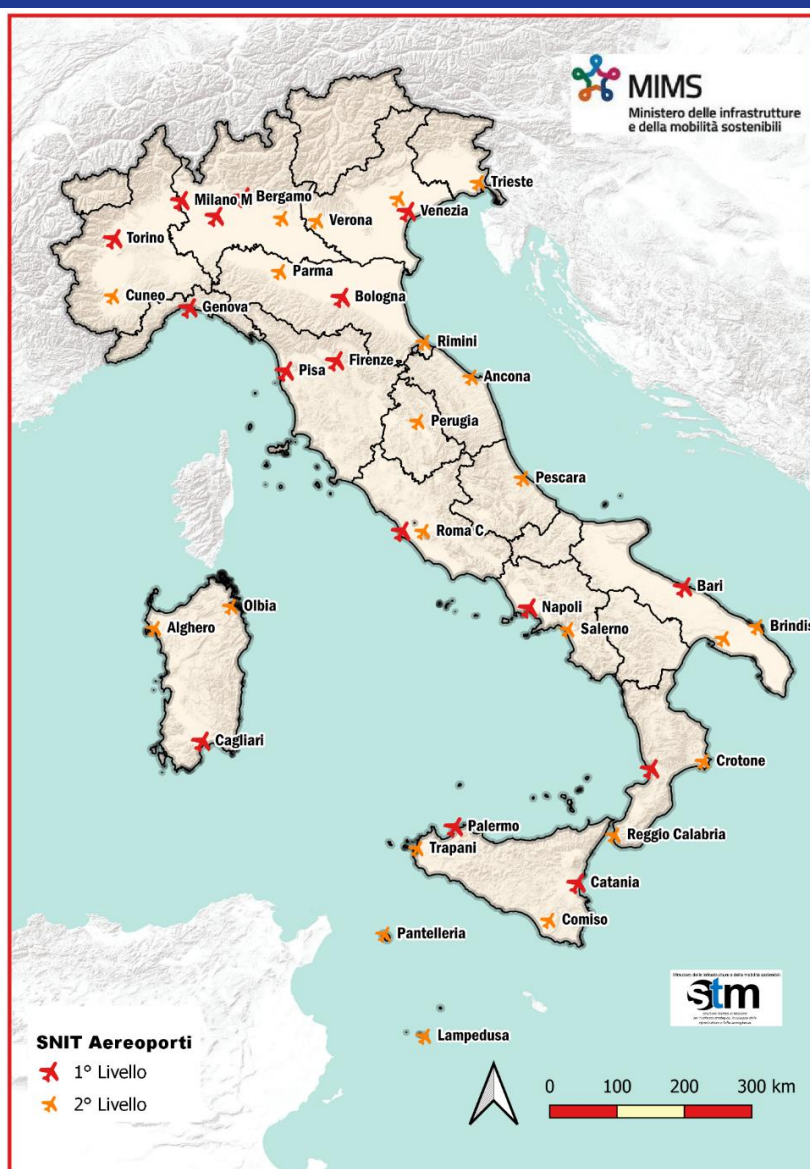 MIMS
Ministero delle infrastrutture
e della mobilità sostenibili
Trieste
Milano M
Bergamo
Verona
Venezia
Torino
Parma
Cuneo
Genova
Bologna
Rimini
Pisa
Firenze
Ancona
Perugia
Pescara
Roma C
Bari
Olbia
Napoli
Alghero
Salerno
Brindis
Cagliari
Crotone
Palermo
Trapani
Reggio Calabria
Catania
Comiso
Pantelleria
stm
Lampedusa
SNIT Aereoporti
1° Livello
2° Livello
0 100 200 300 km